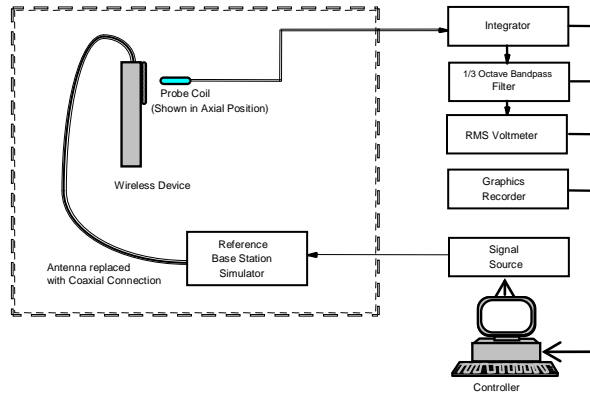 Integrator
1/3 Octave Bandpass
Filter
RMS Voltmeter
Graphics
Recorder
Signal
Source
Controller
Probe Coil
(Shown in Axial Position)
Wireless Device
Reference
Base Station
Simulator
Antenna replaced
with Coaxial Connection